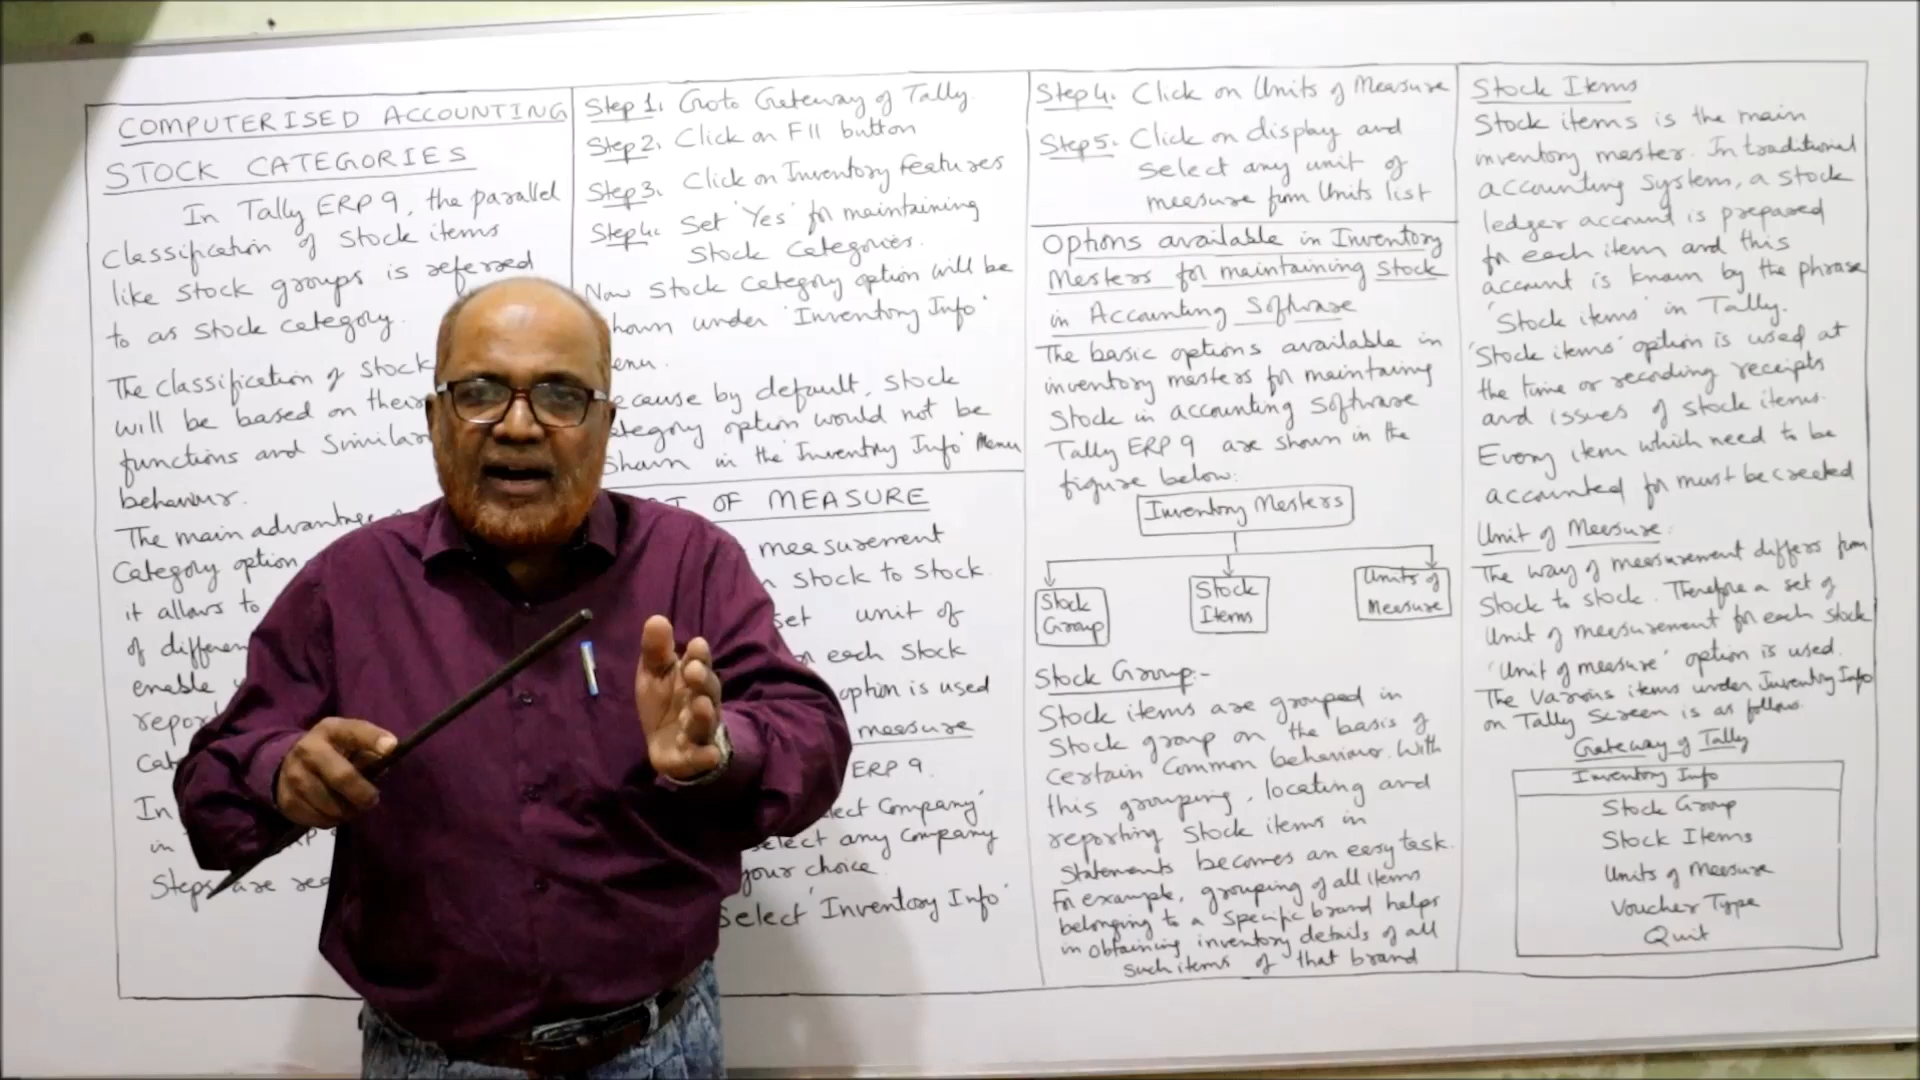 COMPUTERISED ACCOUNTING
STOCK CATEGORIES
In Tally ERP 9, the parallel
classification of stock items
like stock groups is referred
to as stock category.
The classification of stock
will be based on their
functions and similar
behaviour.
The main advantage
Category option
it allows to
of differen
enable
repor
Cat
In
in
Steps are req
Step 1. Goto Gateway of Tally.
Step 2. Click on F11 button
Step 3. Click on Inventory features
Step 4. Set 'Yes' for maintaining
Stock Categories.
Now Stock Category option will be
hown under 'Inventory Info'
enu.
ecause by default, stock
ategory option would not be
Shown in the 'Inventry Info' Menu
OF MEASURE
measurement
stock to stock.
set unit of
each stock
option is used
measure
ERP 9.
lect Company'
select any company
your choice.
Select 'Inventory Info'
Step 4. Click on Units of Measure
Step 5. Click on display and
select any unit of
measure from Units list
Options available in Inventory
Masters for maintaining Stock
in Accounting Software
The basic options available in
inventory masters for maintaining
Stock in accounting Software
Tally ERP 9 are shown in the
figure below:
Inventory Masters
Stock Group
Stock Items
Units of Measure
Stock Group:-
Stock items are grouped in
Stock group on the basis of
certain Common behaviour. With
this grouping, locating and
reporting Stock items in
Statements becomes an easy task.
For example, grouping of all items
belonging to a specific brand helps
in obtaining inventory details of all
such items of that brand
Stock Items
Stock items is the main
inventory master. In traditional
accounting system, a stock
ledger account is prepared
for each item and this
account is known by the phrase
'Stock items' in Tally.
'Stock items' option is used at
the time or recoding receipts
and issues of stock items.
Every item which need to be
accounted for must be created
Unit of Measure:
The way of measurement differs from
Stock to stock. Therefore a set of
Unit of measurement for each stock
'Unit of measure' option is used.
The Various items under Inventory Info
on Tally Screen is as follows.
Gateway of Tally
Inventory Info
Stock Group
Stock Items
Units of Measure
Voucher Type
Quit